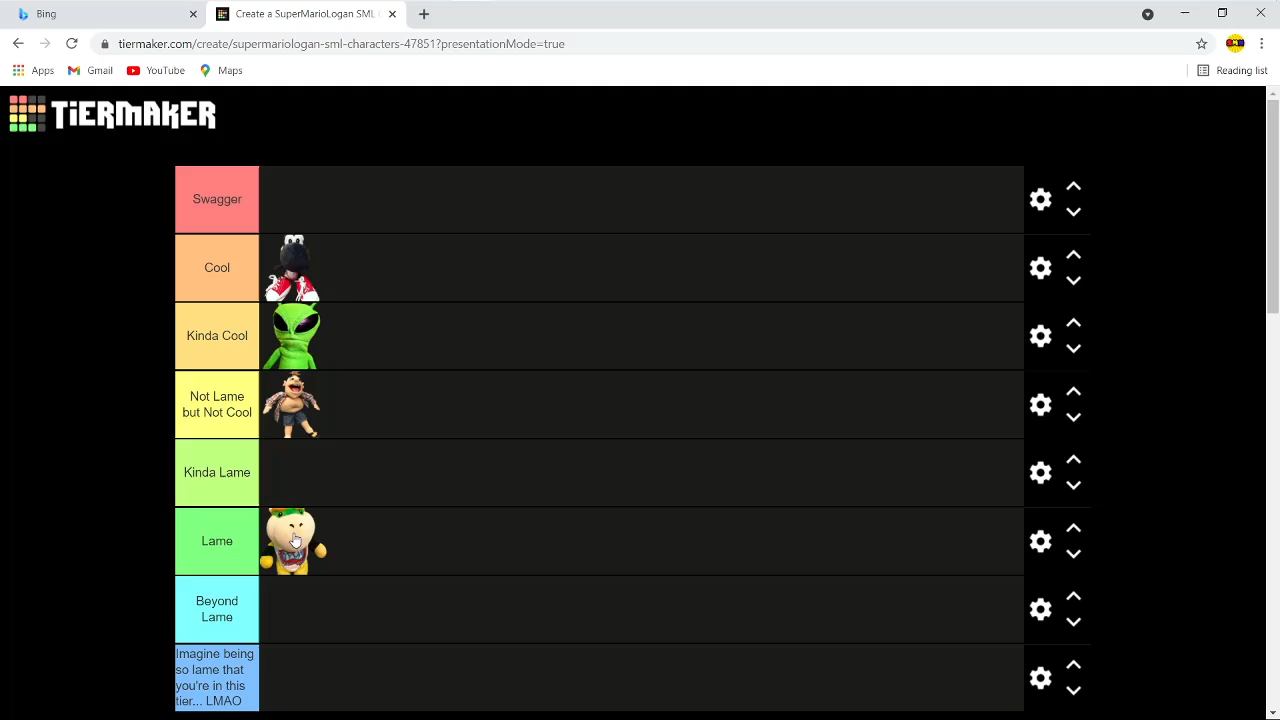 Bing
Create a SuperMarioLogan SML
tiermaker.com/create/supermariologan-sml-characters-47851?presentationMode=true
Apps Gmail YouTube Maps Reading list
TiERMAKER
Swagger
Cool
Kinda Cool
Not Lame
but Not Cool
Kinda Lame
Lame
Beyond
Lame
Imagine being
so lame that
you're in this
tier... LMAO